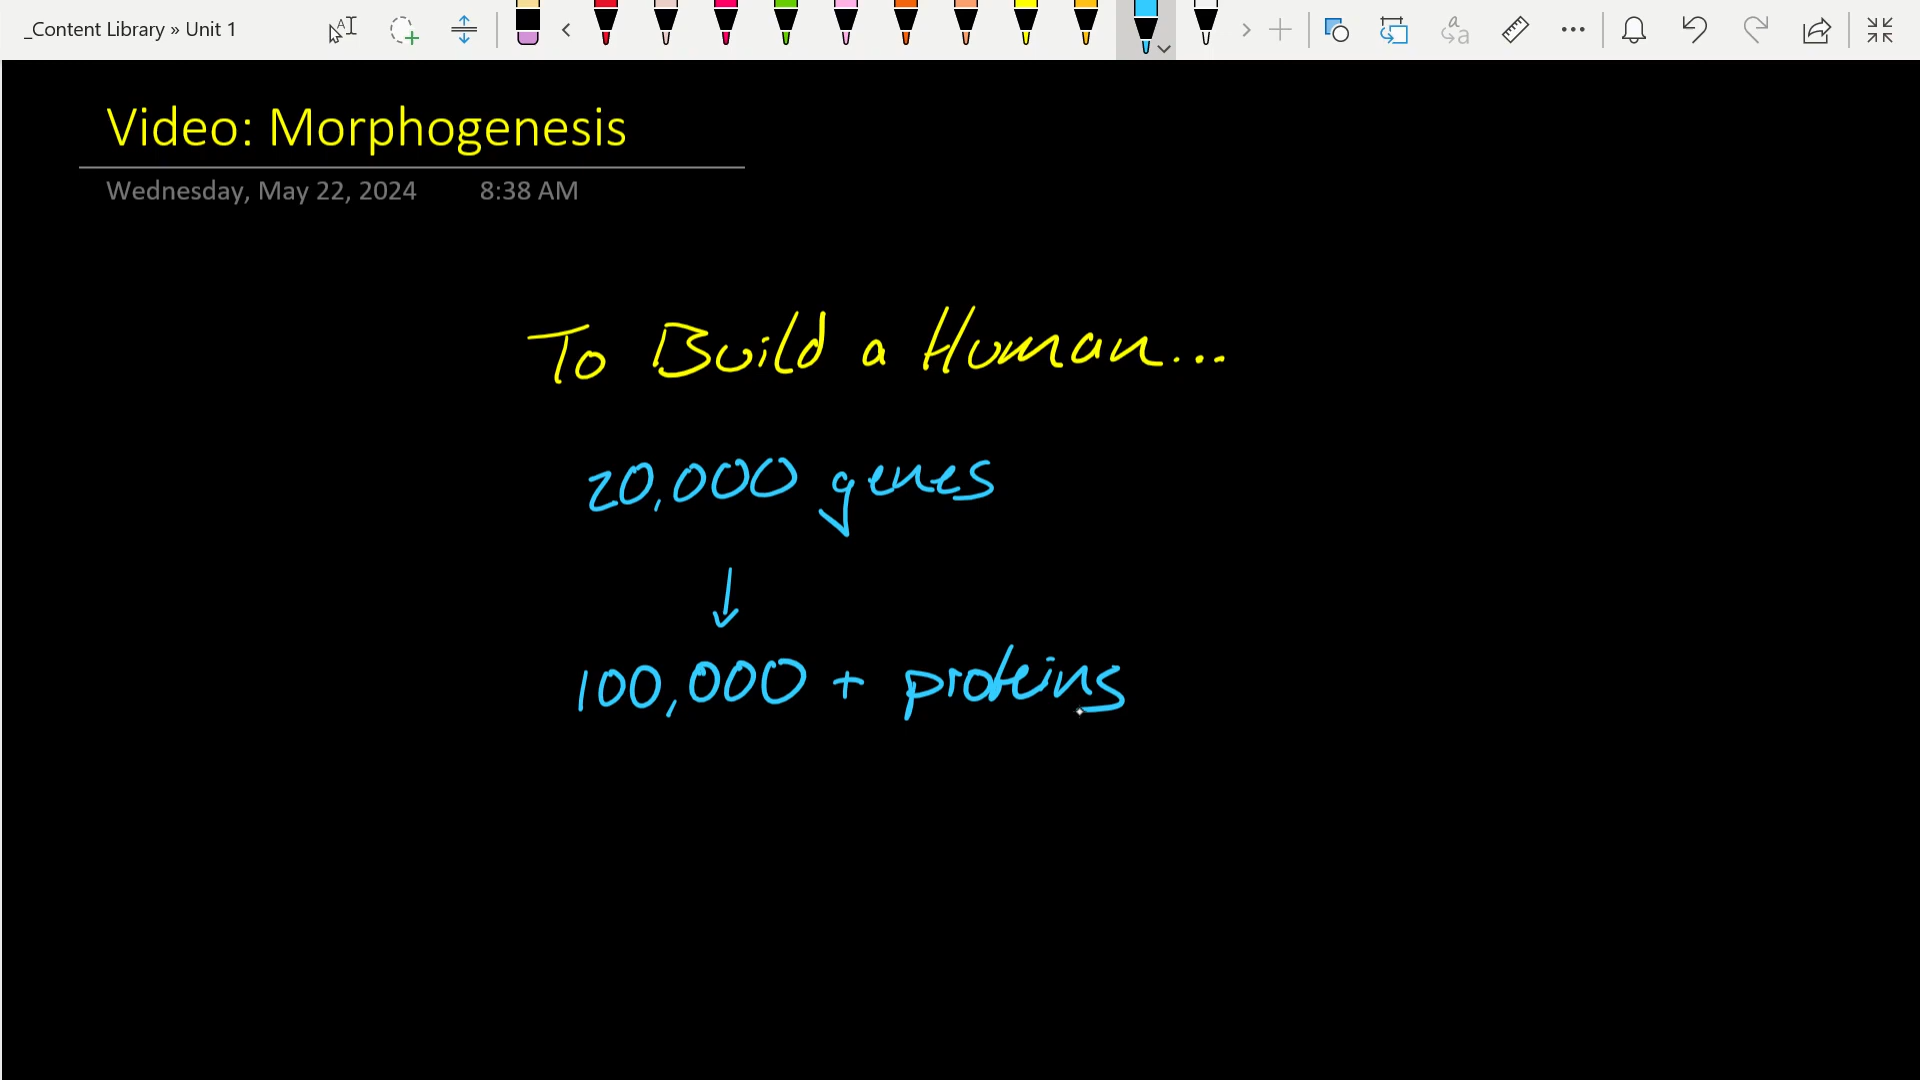 _Content Library » Unit 1
Video: Morphogenesis
Wednesday, May 22, 2024 8:38 AM
To Build a Human...
20,000 genes
↓
100,000 + proteins